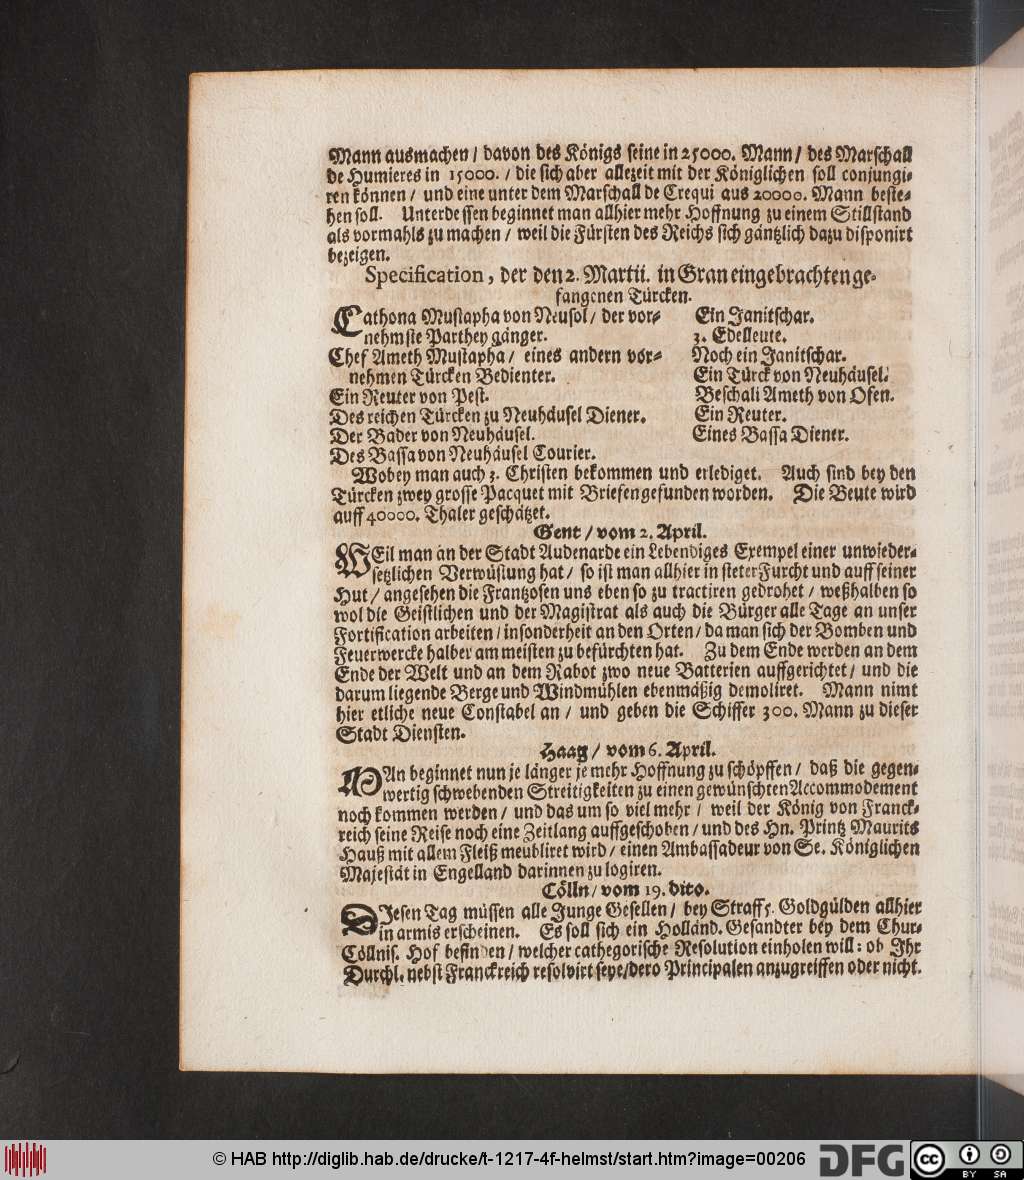 Mann ausmachen / davon des Königs seine in 25000. Mann / des Marschall
de Humieres in 15000. / die sich aber allezeit mit der Königlichen soll conjungi-
ren können / und eine unter dem Marschall de Crequi aus 20000. Mann beste-
hen soll. Unterdessen beginnet man allhier mehr Hoffnung zu einem Stillstand
als vormahls zu machen / weil die Fürsten des Reichs sich gäntzlich dazu disponirt
bezeigen.
Specification, der den 2. Martii. in Gran eingebrachten ge-
fangenen Türcken.
Cathona Mustapha von Neusol / der vor-
nehmste Parthey gänger.
Chef Ameth Mustapha / eines andern vor-
nehmen Türcken Bedienter.
Ein Reuter von Pest.
Des reichen Türcken zu Neuhäusel Diener.
Der Bader von Neuhäusel.
Des Bassa von Neuhäusel Courier.
Ein Janitschar.
3. Edelleute.
Noch ein Janitschar.
Ein Türck von Neuhäusel.
Beschali Ameth von Ofen.
Ein Reuter.
Eines Bassa Diener.
Wobey man auch 3. Christen bekommen und erlediget. Auch sind bey den
Türcken zwey grosse Pacquet mit Briefen gefunden worden. Die Beute wird
auff 40000. Thaler geschätzet.
Gent / vom 2. April.
WEil man an der Stadt Audenarde ein Lebendiges Exempel einer unwieder-
setzlichen Verwüstung hat / so ist man allhier in steter Furcht und auff seiner
Hut / angesehen die Frantzosen uns eben so zu tractiren gedrohet / weßhalben so
wol die Geistlichen und der Magistrat als auch die Bürger alle Tage an unser
Fortification arbeiten / insonderheit an den Orten / da man sich der Bomben und
Feuerwercke halber am meisten zu befürchten hat. Zu dem Ende werden an dem
Ende der Welt und an dem Rabot zwo neue Batterien auffgerichtet / und die
darum liegende Berge und Windmühlen ebenmäßig demoliret. Mann nimt
hier etliche neue Constabel an / und geben die Schiffer 300. Mann zu dieser
Stadt Diensten.
Haag / vom 6. April.
MAn beginnet nun je länger je mehr Hoffnung zu schöpffen / daß die gegen-
wertig schwebenden Streitigkeiten zu einen gewünschten Accommodement
noch kommen werden / und das um so viel mehr / weil der König von Franck-
reich seine Reise noch eine Zeitlang auffgeschoben / und des Hn. Printz Maurits
Hauß mit allem Fleiß meubliret wird / einen Ambassadeur von Se. Königlichen
Majestät in Engelland darinnen zu logiren.
Cölln / vom 19. dito.
DIesen Tag müssen alle Junge Gesellen / bey Straff 5. Goldgülden allhier
in armis erscheinen. Es soll sich ein Holländ. Gesandter bey dem Chur-
Cöllnis. Hof befinden / welcher cathegorische Resolution einholen will: ob Ihr
Durchl. nebst Franckreich resolvirt seye / dero Principalen anzugreiffen oder nicht.
© HAB http://diglib.hab.de/drucke/t-1217-4f-helmst/start.htm?image=00206
DFG
cc BY SA